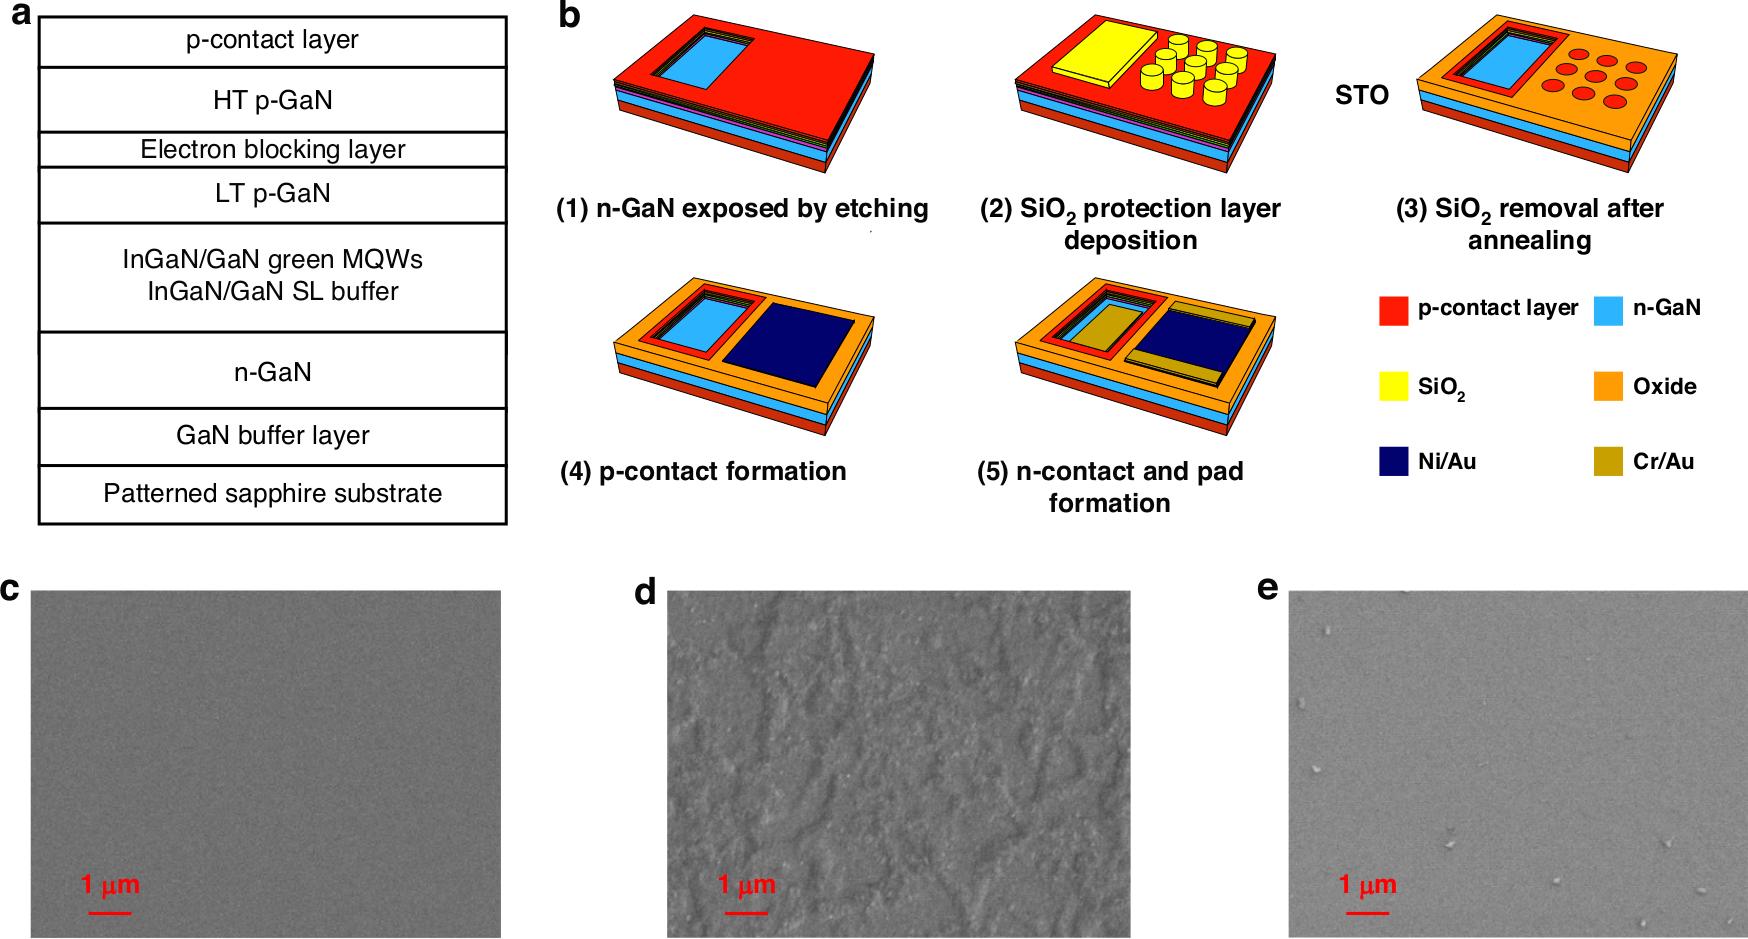 a
p-contact layer
HT p-GaN
Electron blocking layer
LT p-GaN
InGaN/GaN green MQWs
InGaN/GaN SL buffer
n-GaN
GaN buffer layer
Patterned sapphire substrate
b
STO
(1) n-GaN exposed by etching
(2) SiO₂ protection layer
deposition
(3) SiO₂ removal after
annealing
(4) p-contact formation
(5) n-contact and pad
formation
p-contact layer
n-GaN
SiO₂
Oxide
Ni/Au
Cr/Au
c
1 μm
d
1 μm
e
1 μm